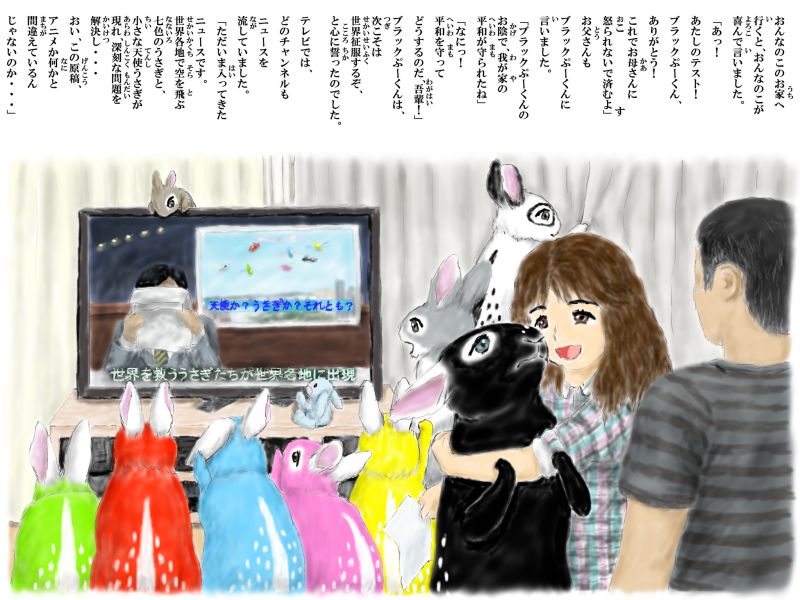 おんなのこのお家へ
行くと、おんなのこが
喜んで言いました。
「あっ!
あたしのテスト!
ブラックぷーくん、
ありがとう!
これでお母さんに
怒られないで済むよ」
お父さんも
ブラックぷーくんに
言いました。
「ブラックぷーくんの
お陰で、我が家の
平和が守られたね」
「なにっ!
平和を守って
どうするのだ、吾輩!」
ブラックぷーくんは、
次こそは
世界征服するぞ、
と心に誓ったのでした。
テレビでは、
どのチャンネルも
ニュースを
流していました。
「ただいま入ってきた
ニュースです。
世界各地で空を飛ぶ
七色のうさぎと、
小さな天使うさぎが
現れ 深刻な問題を
解決し・・
おい、この原稿、
アニメか何かと
間違えているん
じゃないのか・・・」
天使か?うさぎか?それとも?
世界を救ううさぎたちが世界各地に出現